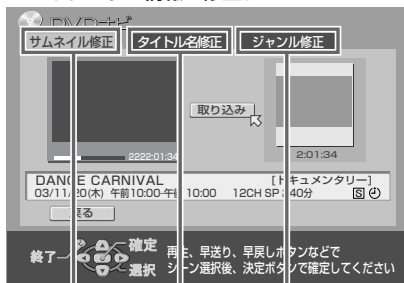 DVD-ナビ
サムネイル修正 タイトル名修正 ジャンル修正
取り込み
2222:01:34
2:01:34
DANCE CARNIVAL [ドキュメンタリー]
03/11/20(木) 午前10:00-午後10:00 12CH SP 240分 S
戻る
終了 確定 再生、早送り、早戻しボタンなどで
選択 シーン選択後、決定ボタンで確定してください